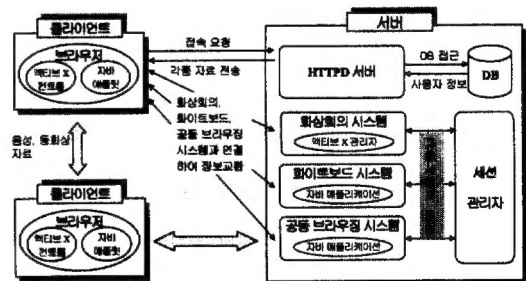 클라이언트
브라우저
액티브 X
컨트롤
자바
애플릿
음성, 동화상
자료
클라이언트
브라우저
액티브 X
컨트롤
자바
애플릿
접속 요청
각종 자료 전송
화상회의,
화이트보드,
공동 브라우징
시스템과 연결
하여 정보교환
서버
HTTPD 서버
DB 접근
사용자 정보
DB
화상회의 시스템
액티브 X 관리자
화이트보드 시스템
자바 애플리케이션
공동 브라우징 시스템
자바 애플리케이션
세션
관리자